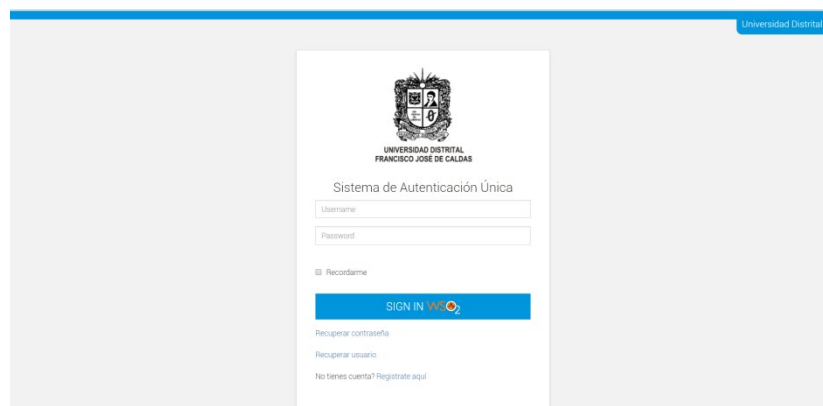 Universidad Distrital
UNIVERSIDAD DISTRITAL
FRANCISCO JOSÉ DE CALDAS
Sistema de Autenticación Única
Username
Password
Recordarme
SIGN IN WSO2
Recuperar contraseña
Recuperar usuario
No tienes cuenta? Registrate aquí